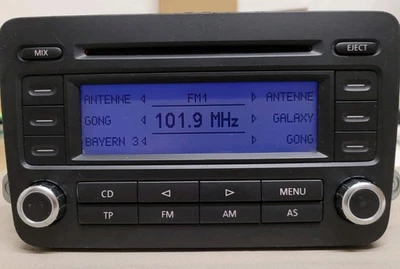 MIX EJECT
ANTENNE FM1 ANTENNE
GONG 101.9 MHz GALAXY
BAYERN 3 GONG
CD MENU
TP FM AM AS